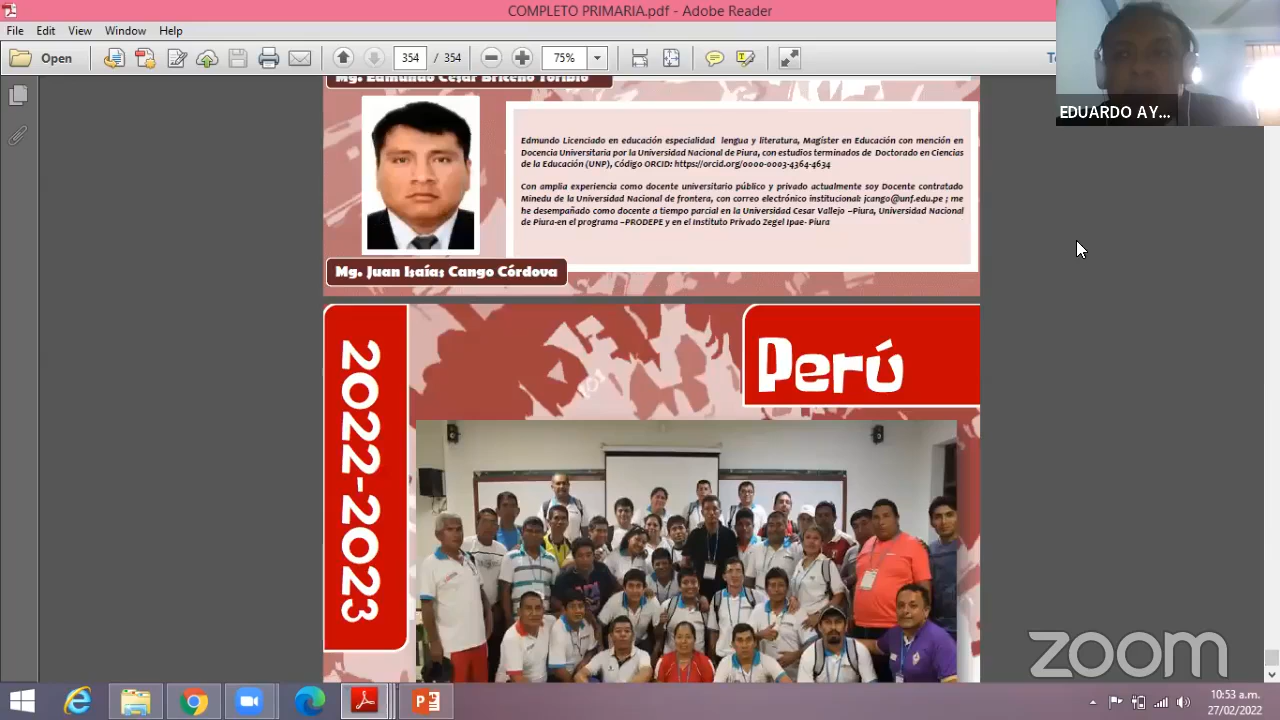 COMPLETO PRIMARIA.pdf - Adobe Reader
File Edit View Window Help
Open 354 / 354 75%
EDUARDO AY...
Mg. Edmundo Cesar Briceño Toribio
Edmundo Licenciado en educación especialidad lengua y literatura, Magíster en Educación con mención en
Docencia Universitaria por la Universidad Nacional de Piura, con estudios terminados de Doctorado en Ciencias
de la Educación (UNP), Código ORCID: https://orcid.org/0000-0003-4364-4634
Con amplia experiencia como docente universitario público y privado actualmente soy Docente contratado
Minedu de la Universidad Nacional de frontera, con correo electrónico institucional: jcango@unf.edu.pe ; me
he desempañado como docente a tiempo parcial en la Universidad Cesar Vallejo –Piura, Universidad Nacional
de Piura-en el programa –PRODEPE y en el Instituto Privado Zegel Ipae- Piura
Mg. Juan Isaías Cango Córdova
2022-2023
Perú
zoom
10:53 a.m.
27/02/2022